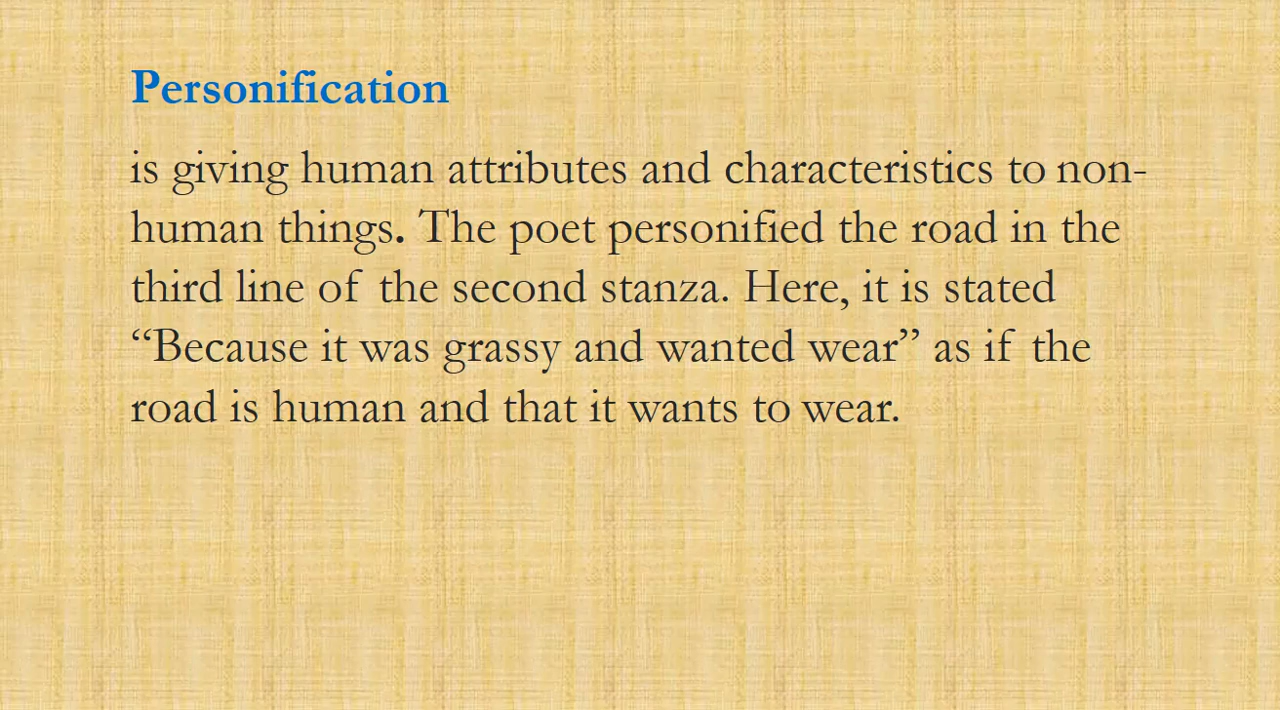 Personification
is giving human attributes and characteristics to non-
human things. The poet personified the road in the
third line of the second stanza. Here, it is stated
“Because it was grassy and wanted wear” as if the
road is human and that it wants to wear.